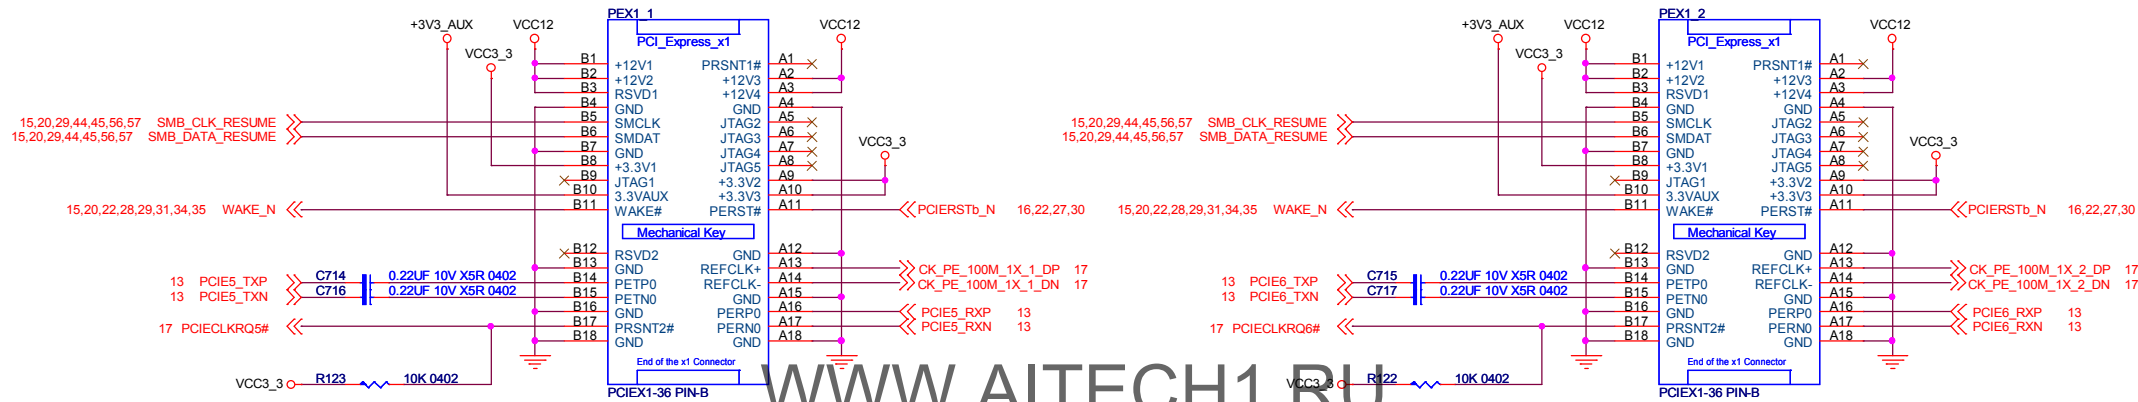 PEX1_1
PCI_Express_x1
+3V3_AUX
VCC12
VCC3_3
VCC12
B1 +12V1 PRSNT1# A1
B2 +12V2 +12V3 A2
B3 RSVD1 +12V4 A3
B4 GND GND A4
15,20,29,44,45,56,57 SMB_CLK_RESUME B5 SMCLK JTAG2 A5
15,20,29,44,45,56,57 SMB_DATA_RESUME B6 SMDAT JTAG3 A6
VCC3_3
B7 GND JTAG4 A7
B8 +3.3V1 JTAG5 A8
B9 JTAG1 +3.3V2 A9
B10 3.3VAUX +3.3V3 A10
15,20,22,28,29,31,34,35 WAKE_N B11 WAKE# PERST# A11 PCIERSTb_N 16,22,27,30
Mechanical Key
B12 RSVD2 GND A12
B13 GND REFCLK+ A13 CK_PE_100M_1X_1_DP 17
13 PCIE5_TXP C714 0.22UF 10V X5R 0402 B14 PETP0 REFCLK- A14 CK_PE_100M_1X_1_DN 17
13 PCIE5_TXN C716 0.22UF 10V X5R 0402 B15 PETN0 GND A15
B16 GND PERP0 A16 PCIE5_RXP 13
17 PCIECLKRQ5# B17 PRSNT2# PERN0 A17 PCIE5_RXN 13
B18 GND GND A18
End of the x1 Connector
VCC3_3 R123 10K 0402
PCIEX1-36 PIN-B
PEX1_2
PCI_Express_x1
+3V3_AUX
VCC12
VCC3_3
VCC12
B1 +12V1 PRSNT1# A1
B2 +12V2 +12V3 A2
B3 RSVD1 +12V4 A3
B4 GND GND A4
15,20,29,44,45,56,57 SMB_CLK_RESUME B5 SMCLK JTAG2 A5
15,20,29,44,45,56,57 SMB_DATA_RESUME B6 SMDAT JTAG3 A6
VCC3_3
B7 GND JTAG4 A7
B8 +3.3V1 JTAG5 A8
B9 JTAG1 +3.3V2 A9
B10 3.3VAUX +3.3V3 A10
15,20,22,28,29,31,34,35 WAKE_N B11 WAKE# PERST# A11 PCIERSTb_N 16,22,27,30
Mechanical Key
B12 RSVD2 GND A12
B13 GND REFCLK+ A13 CK_PE_100M_1X_2_DP 17
13 PCIE6_TXP C715 0.22UF 10V X5R 0402 B14 PETP0 REFCLK- A14 CK_PE_100M_1X_2_DN 17
13 PCIE6_TXN C717 0.22UF 10V X5R 0402 B15 PETN0 GND A15
B16 GND PERP0 A16 PCIE6_RXP 13
17 PCIECLKRQ6# B17 PRSNT2# PERN0 A17 PCIE6_RXN 13
B18 GND GND A18
End of the x1 Connector
VCC3_3 R122 10K 0402
PCIEX1-36 PIN-B
WWW.AITECH1.RU